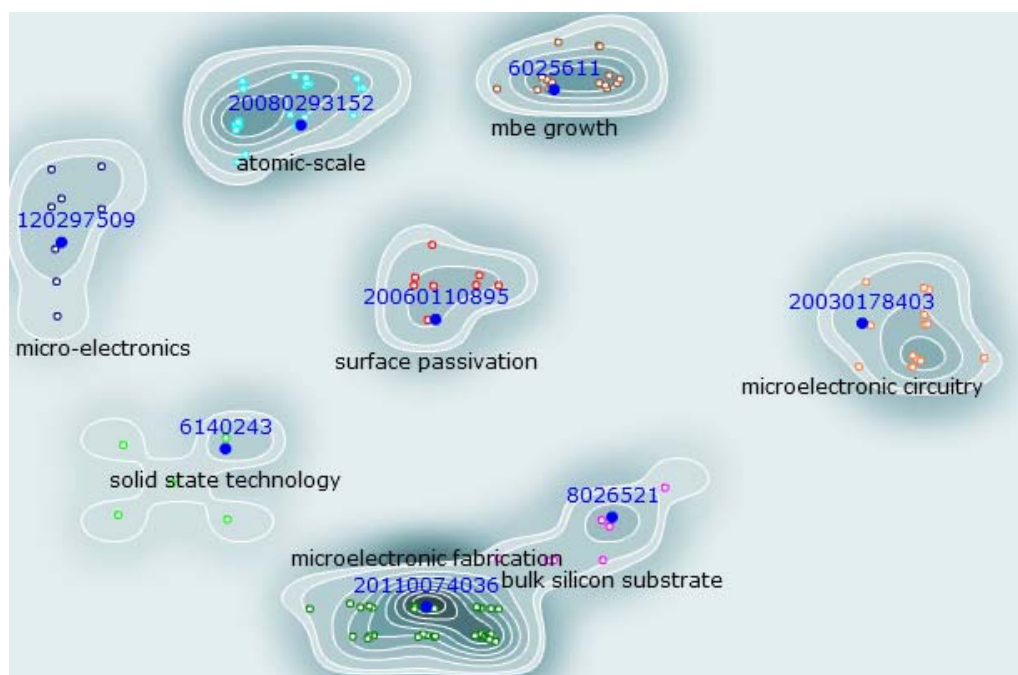 6025611
20080293152
mbe growth
atomic-scale
120297509
20060110895
20030178403
micro-electronics
surface passivation
microelectronic circuitry
6140243
solid state technology
8026521
microelectronic fabrication
bulk silicon substrate
20110074036